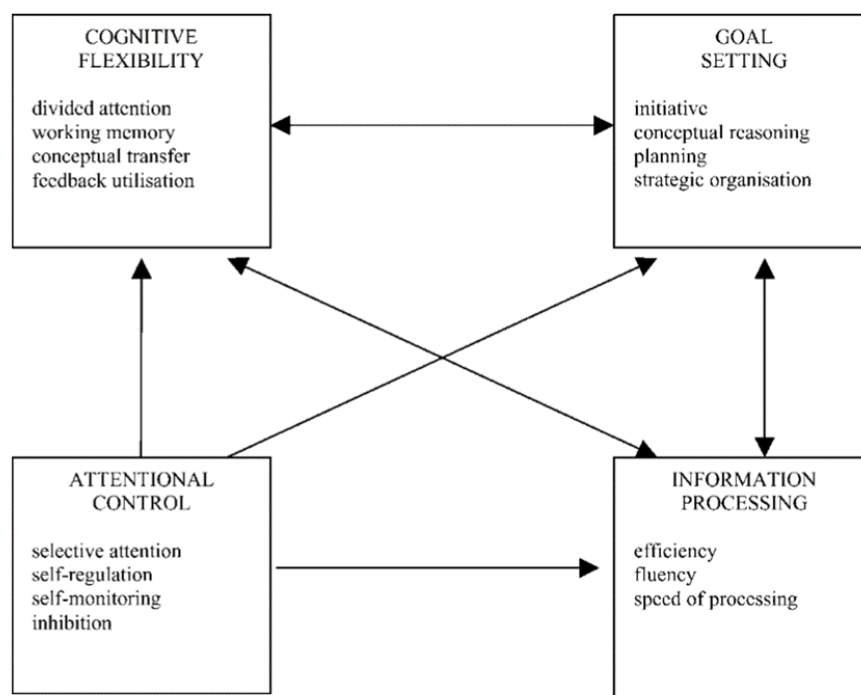 COGNITIVE
FLEXIBILITY
divided attention
working memory
conceptual transfer
feedback utilisation
GOAL
SETTING
initiative
conceptual reasoning
planning
strategic organisation
ATTENTIONAL
CONTROL
selective attention
self-regulation
self-monitoring
inhibition
INFORMATION
PROCESSING
efficiency
fluency
speed of processing